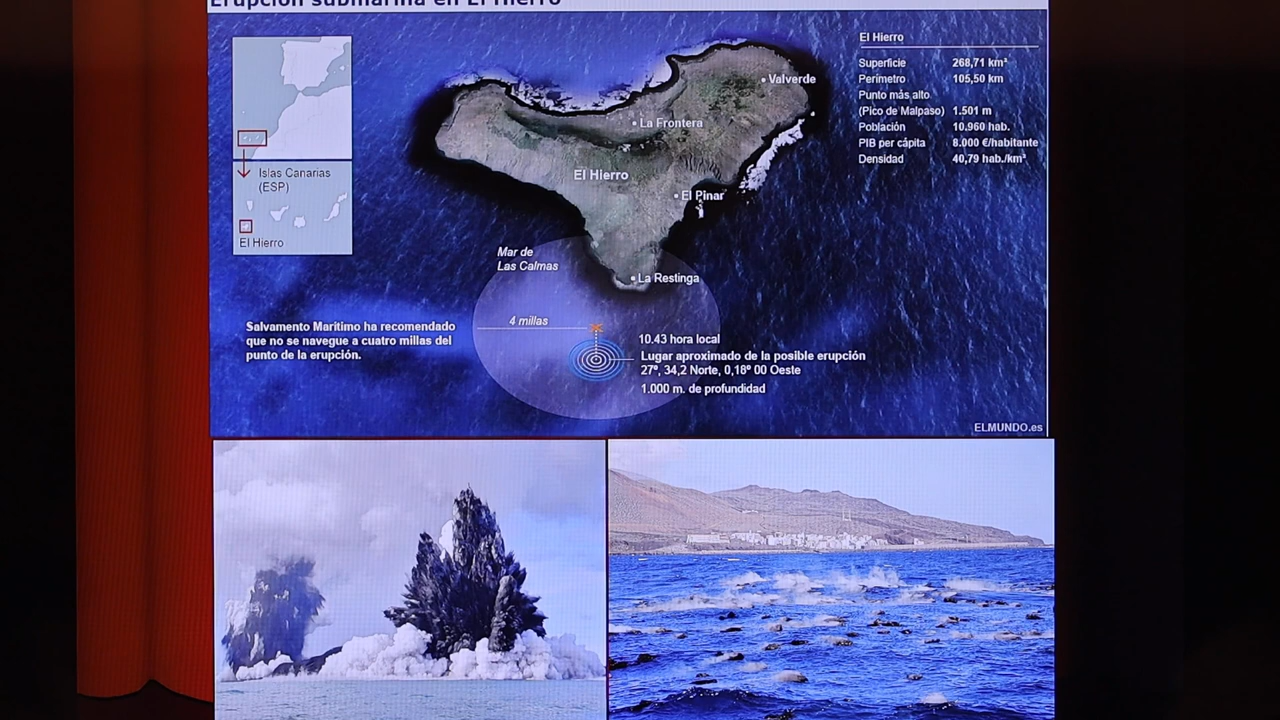 Erupción submarina en El Hierro
El Hierro
Superficie 268,71 km²
Perímetro 105,50 km
Punto más alto
(Pico de Malpaso) 1.501 m
Población 10.960 hab.
PIB per cápita 8.000 €/habitante
Densidad 40,79 hab./km²
Valverde
La Frontera
El Hierro
El Pinar
La Restinga
Islas Canarias
(ESP)
El Hierro
Mar de
Las Calmas
4 millas
Salvamento Marítimo ha recomendado
que no se navegue a cuatro millas del
punto de la erupción.
10.43 hora local
Lugar aproximado de la posible erupción
27º, 34,2 Norte, 0,18º 00 Oeste
1.000 m. de profundidad
ELMUNDO.es